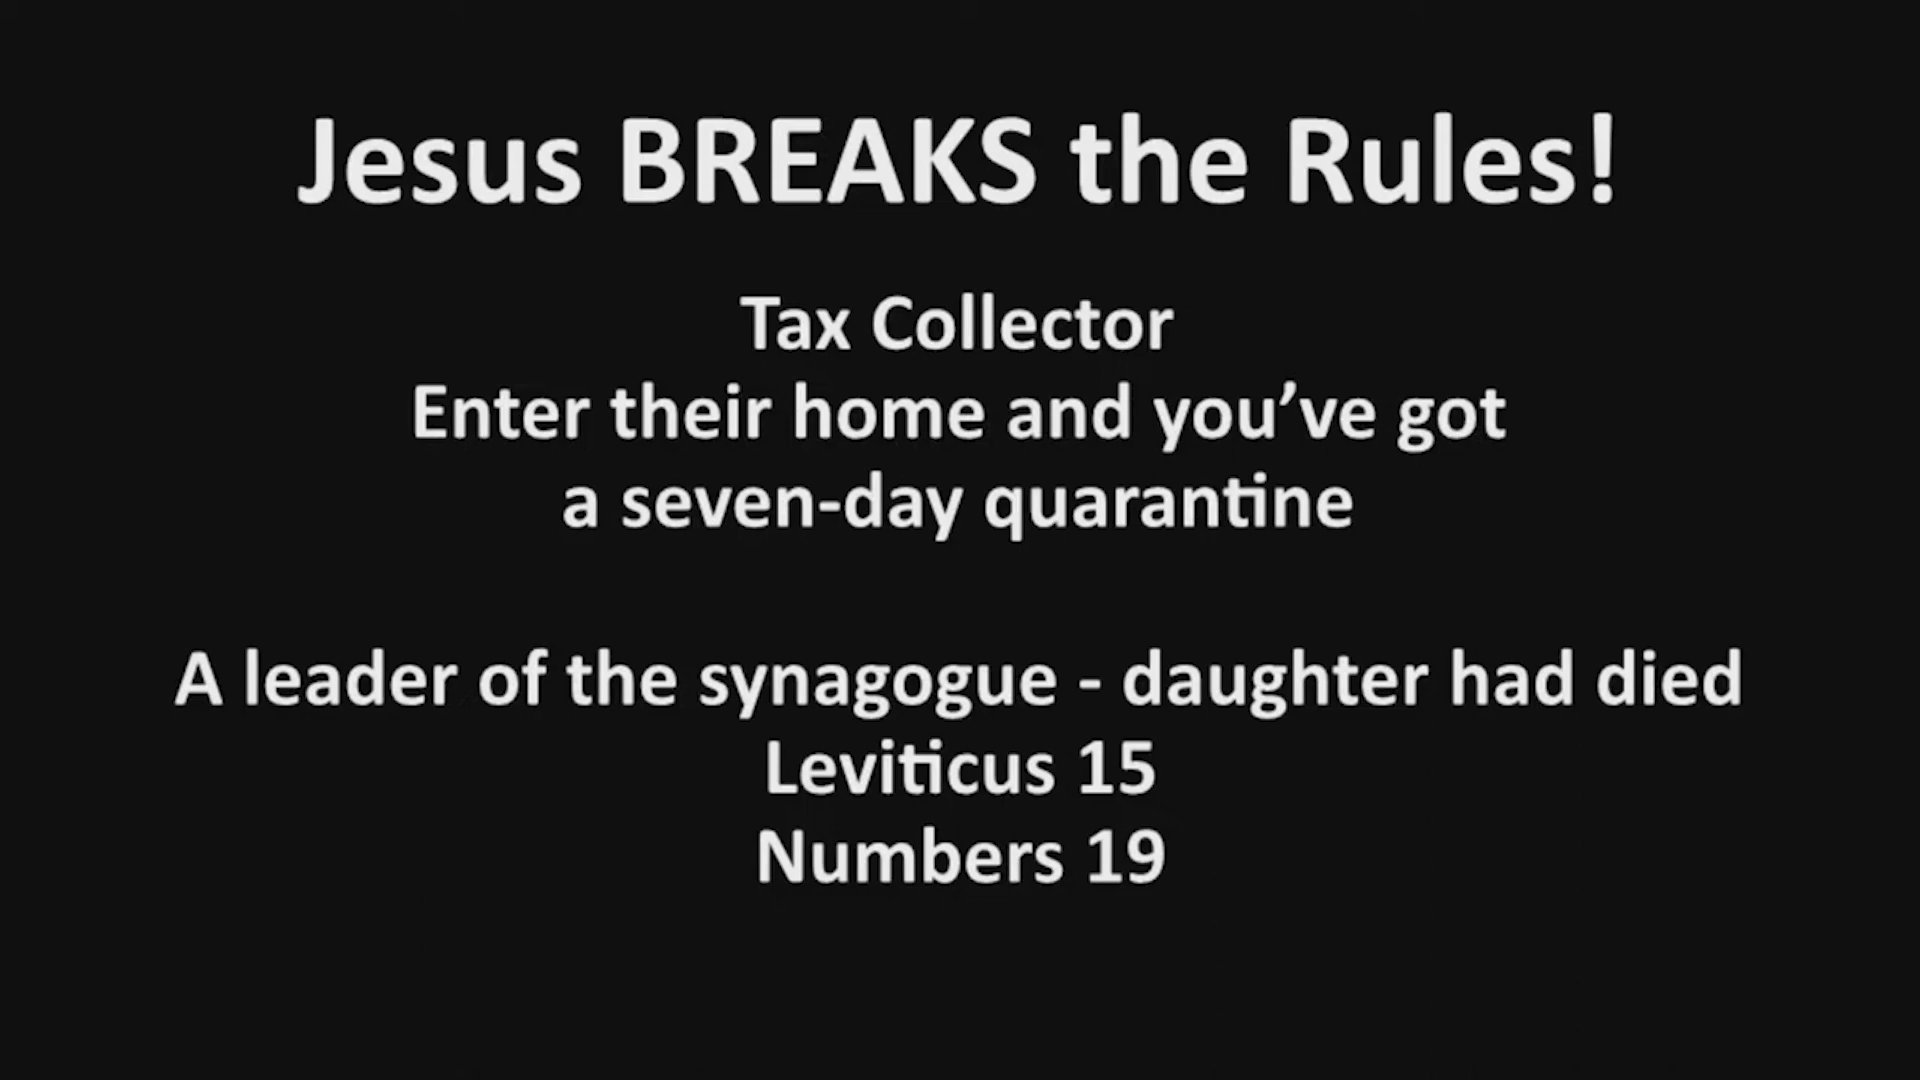 Jesus BREAKS the Rules!
Tax Collector
Enter their home and you’ve got
a seven-day quarantine
A leader of the synagogue - daughter had died
Leviticus 15
Numbers 19